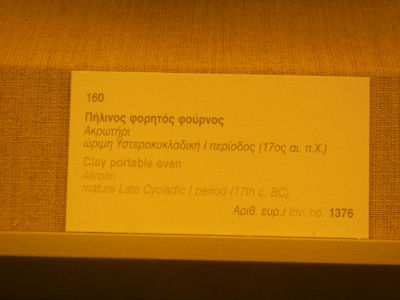 160
Πήλινος φορητός φούρνος
Ακρωτήρι
ώριμη Υστεροκυκλαδική Ι περίοδος (17ος αι. π.Χ.)
Clay portable oven
Akrotiri
mature Late Cycladic I period (17th c. BC)
Αριθ. ευρ./ Inv. no. 1376